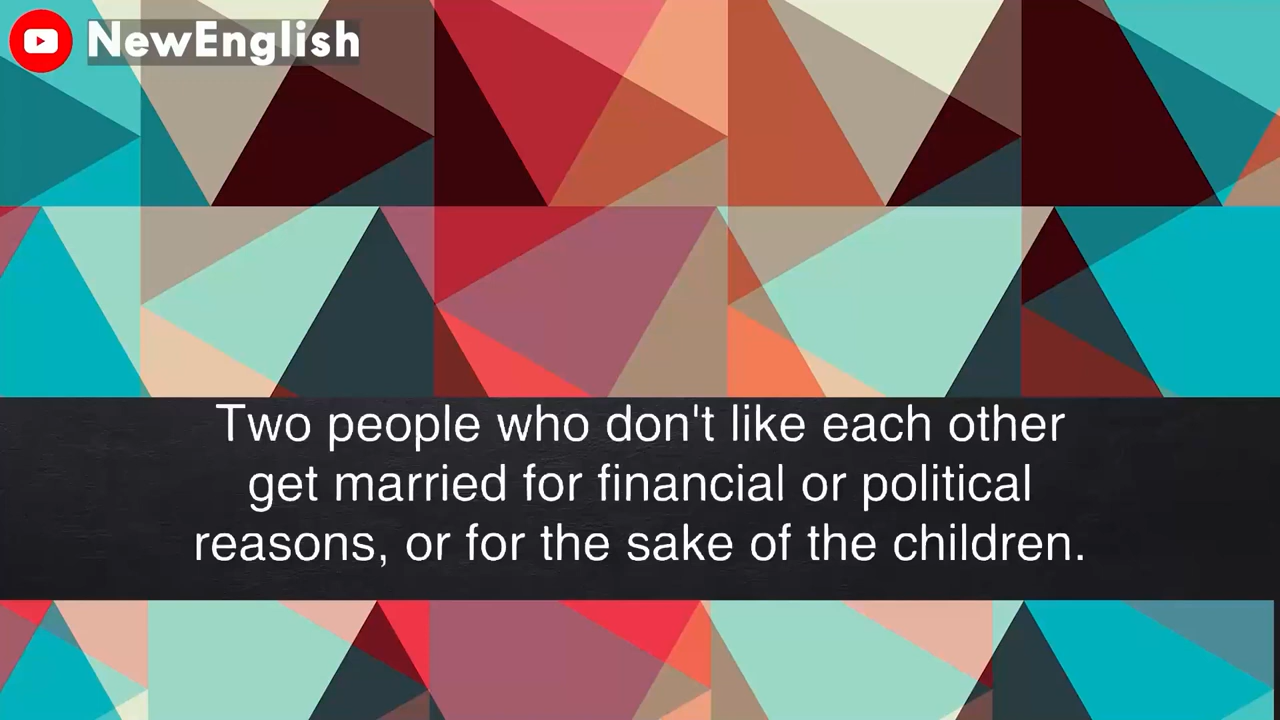 NewEnglish
Two people who don't like each other
get married for financial or political
reasons, or for the sake of the children.